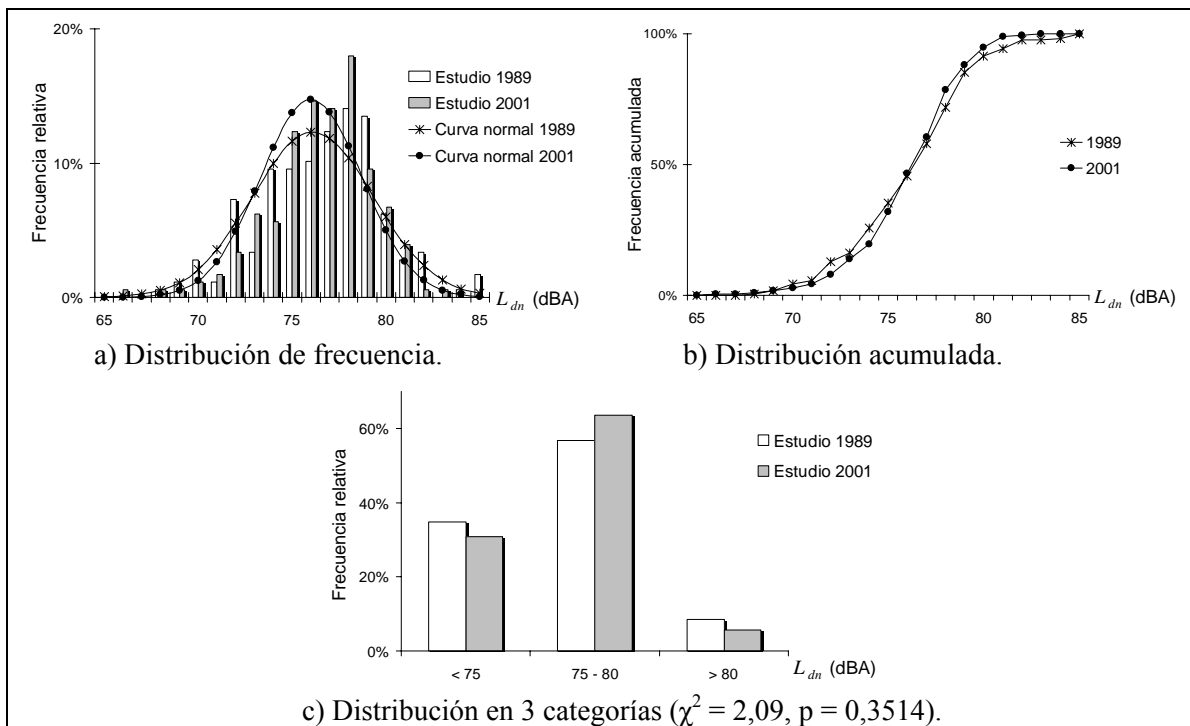 20%
10%
0%
Frecuencia relativa
Estudio 1989
Estudio 2001
Curva normal 1989
Curva normal 2001
65 70 75 80 85
L_dn (dBA)
a) Distribución de frecuencia.
100%
50%
0%
Frecuencia acumulada
1989
2001
65 70 75 80 85
L_dn (dBA)
b) Distribución acumulada.
60%
40%
20%
0%
Frecuencia relativa
Estudio 1989
Estudio 2001
< 75 75 - 80 > 80
L_dn (dBA)
c) Distribución en 3 categorías (χ² = 2,09, p = 0,3514).